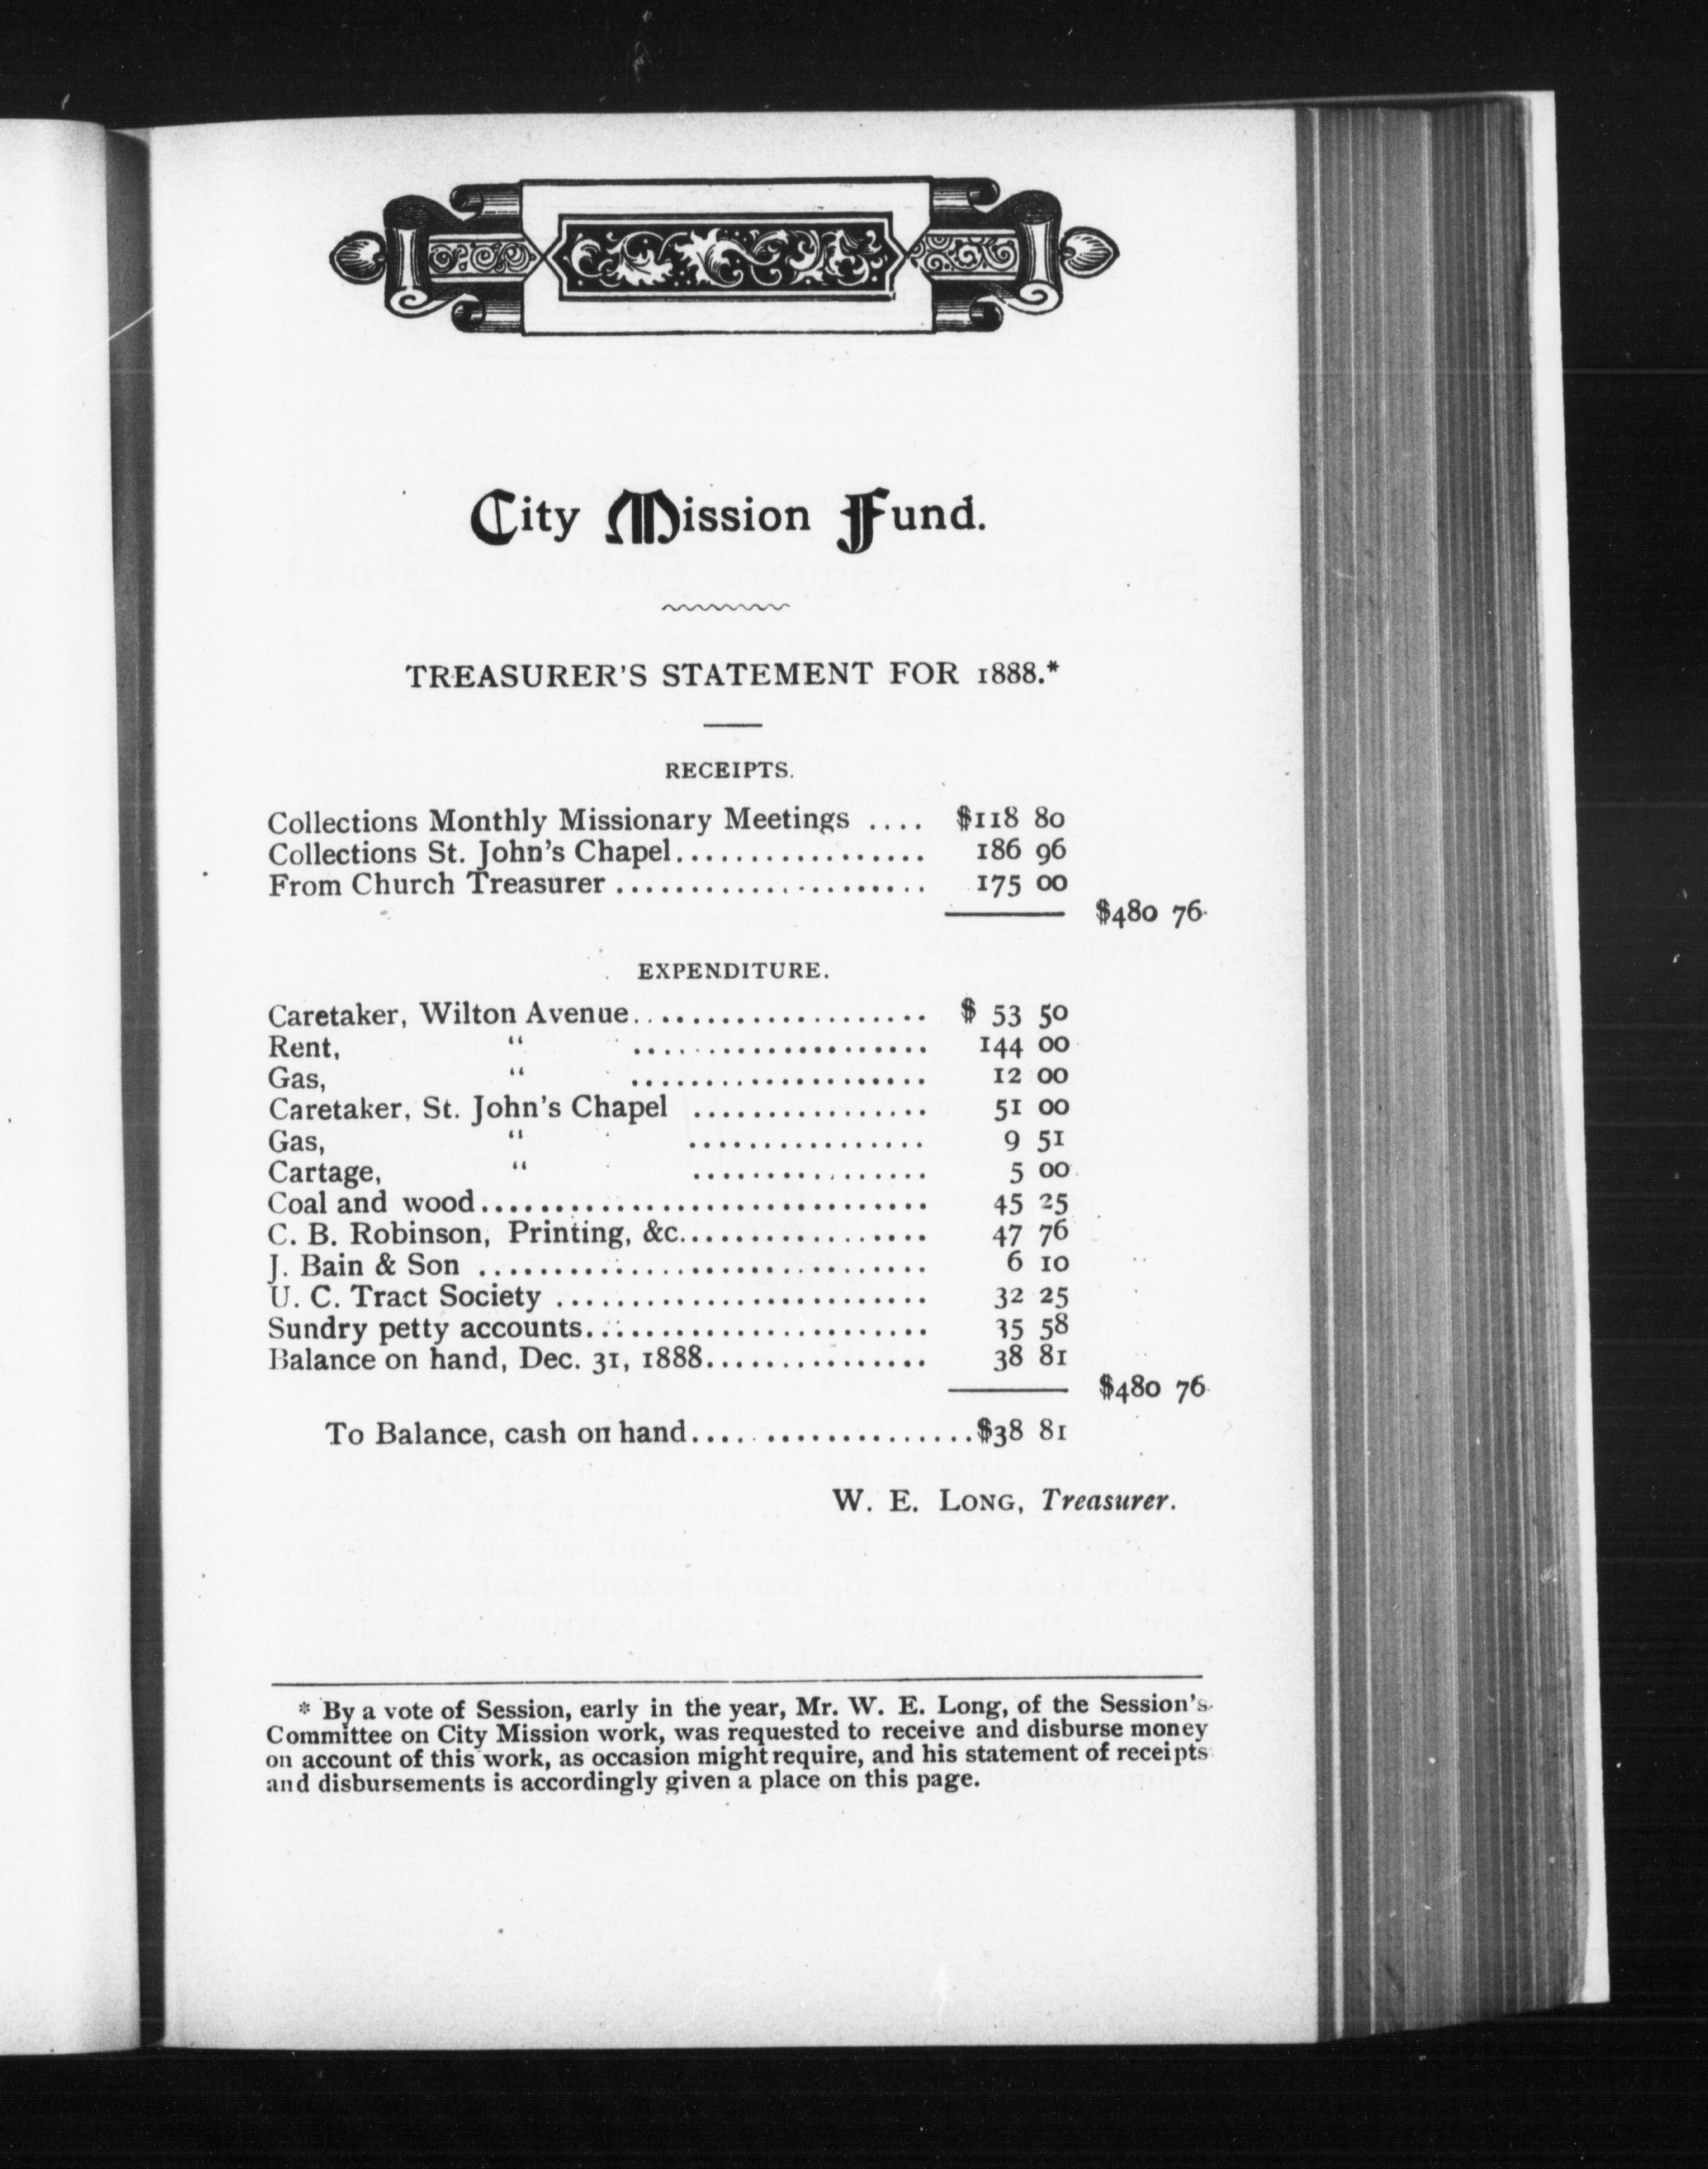 City Mission Fund.
TREASURER'S STATEMENT FOR 1888.*
RECEIPTS.
Collections Monthly Missionary Meetings .... $118 80
Collections St. John's Chapel................. 186 96
From Church Treasurer ..................... 175 00
$480 76
EXPENDITURE.
Caretaker, Wilton Avenue.................... $ 53 50
Rent, " .................... 144 00
Gas, " .................... 12 00
Caretaker, St. John's Chapel ................ 51 00
Gas, " ................ 9 51
Cartage, " ................ 5 00
Coal and wood............................... 45 25
C. B. Robinson, Printing, &c................. 47 76
J. Bain & Son ............................... 6 10
U. C. Tract Society .......................... 32 25
Sundry petty accounts........................ 35 58
Balance on hand, Dec. 31, 1888............... 38 81
$480 76
To Balance, cash on hand.... ...............$38 81
W. E. LONG, Treasurer.
* By a vote of Session, early in the year, Mr. W. E. Long, of the Session's
Committee on City Mission work, was requested to receive and disburse money
on account of this work, as occasion might require, and his statement of receipts
and disbursements is accordingly given a place on this page.